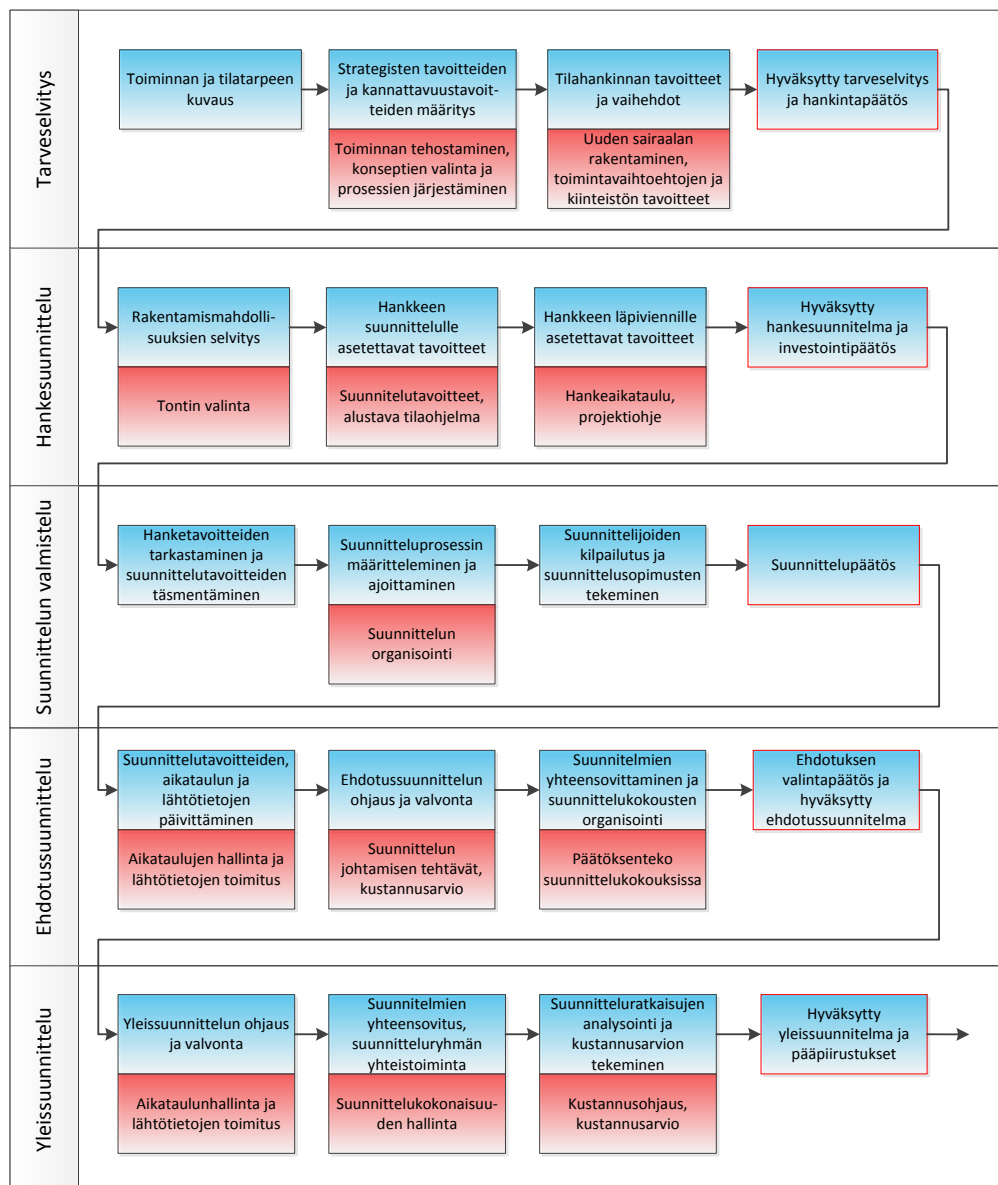 Tarveselvitys
Toiminnan ja tilatarpeen
kuvaus
Strategisten tavoitteiden
ja kannattavuustavoit-
teiden määritys
Toiminnan tehostaminen,
konseptien valinta ja
prosessien järjestäminen
Tilahankinnan tavoitteet
ja vaihehdot
Uuden sairaalan
rakentaminen,
toimintavaihtoehtojen ja
kiinteistön tavoitteet
Hyväksytty tarveselvitys
ja hankintapäätös
Hankesuunnittelu
Rakentamismahdolli-
suuksien selvitys
Tontin valinta
Hankkeen
suunnittelulle
asetettavat tavoitteet
Suunnitelutavoitteet,
alustava tilaohjelma
Hankkeen läpiviennille
asetettavat tavoitteet
Hankeaikataulu,
projektiohje
Hyväksytty
hankesuunnitelma ja
investointipäätös
Suunnittelun valmistelu
Hanketavoitteiden
tarkastaminen ja
suunnittelutavoitteiden
täsmentäminen
Suunnitteluprosessin
määritteleminen ja
ajoittaminen
Suunnittelun
organisointi
Suunnittelijoiden
kilpailutus ja
suunnittelusopimusten
tekeminen
Suunnittelupäätös
Ehdotussuunnittelu
Suunnittelutavoitteiden,
aikataulun ja
lähtötietojen
päivittäminen
Aikataulujen hallinta ja
lähtötietojen toimitus
Ehdotussuunnittelun
ohjaus ja valvonta
Suunnittelun
johtamisen tehtävät,
kustannusarvio
Suunnitelmien
yhteensovittaminen ja
suunnittelukokousten
organisointi
Päätöksenteko
suunnittelukokouksissa
Ehdotuksen
valintapäätös ja
hyväksytty
ehdotussuunnitelma
Yleissuunnittelu
Yleissuunnittelun ohjaus
ja valvonta
Aikataulunhallinta ja
lähtötietojen toimitus
Suunnitelmien
yhteensovitus,
suunnitteluryhmän
yhteistoiminta
Suunnittelukokonaisuu-
den hallinta
Suunnitteluratkaisujen
analysointi ja
kustannusarvion
tekeminen
Kustannusohjaus,
kustannusarvio
Hyväksytty
yleissuunnitelma ja
pääpiirustukset